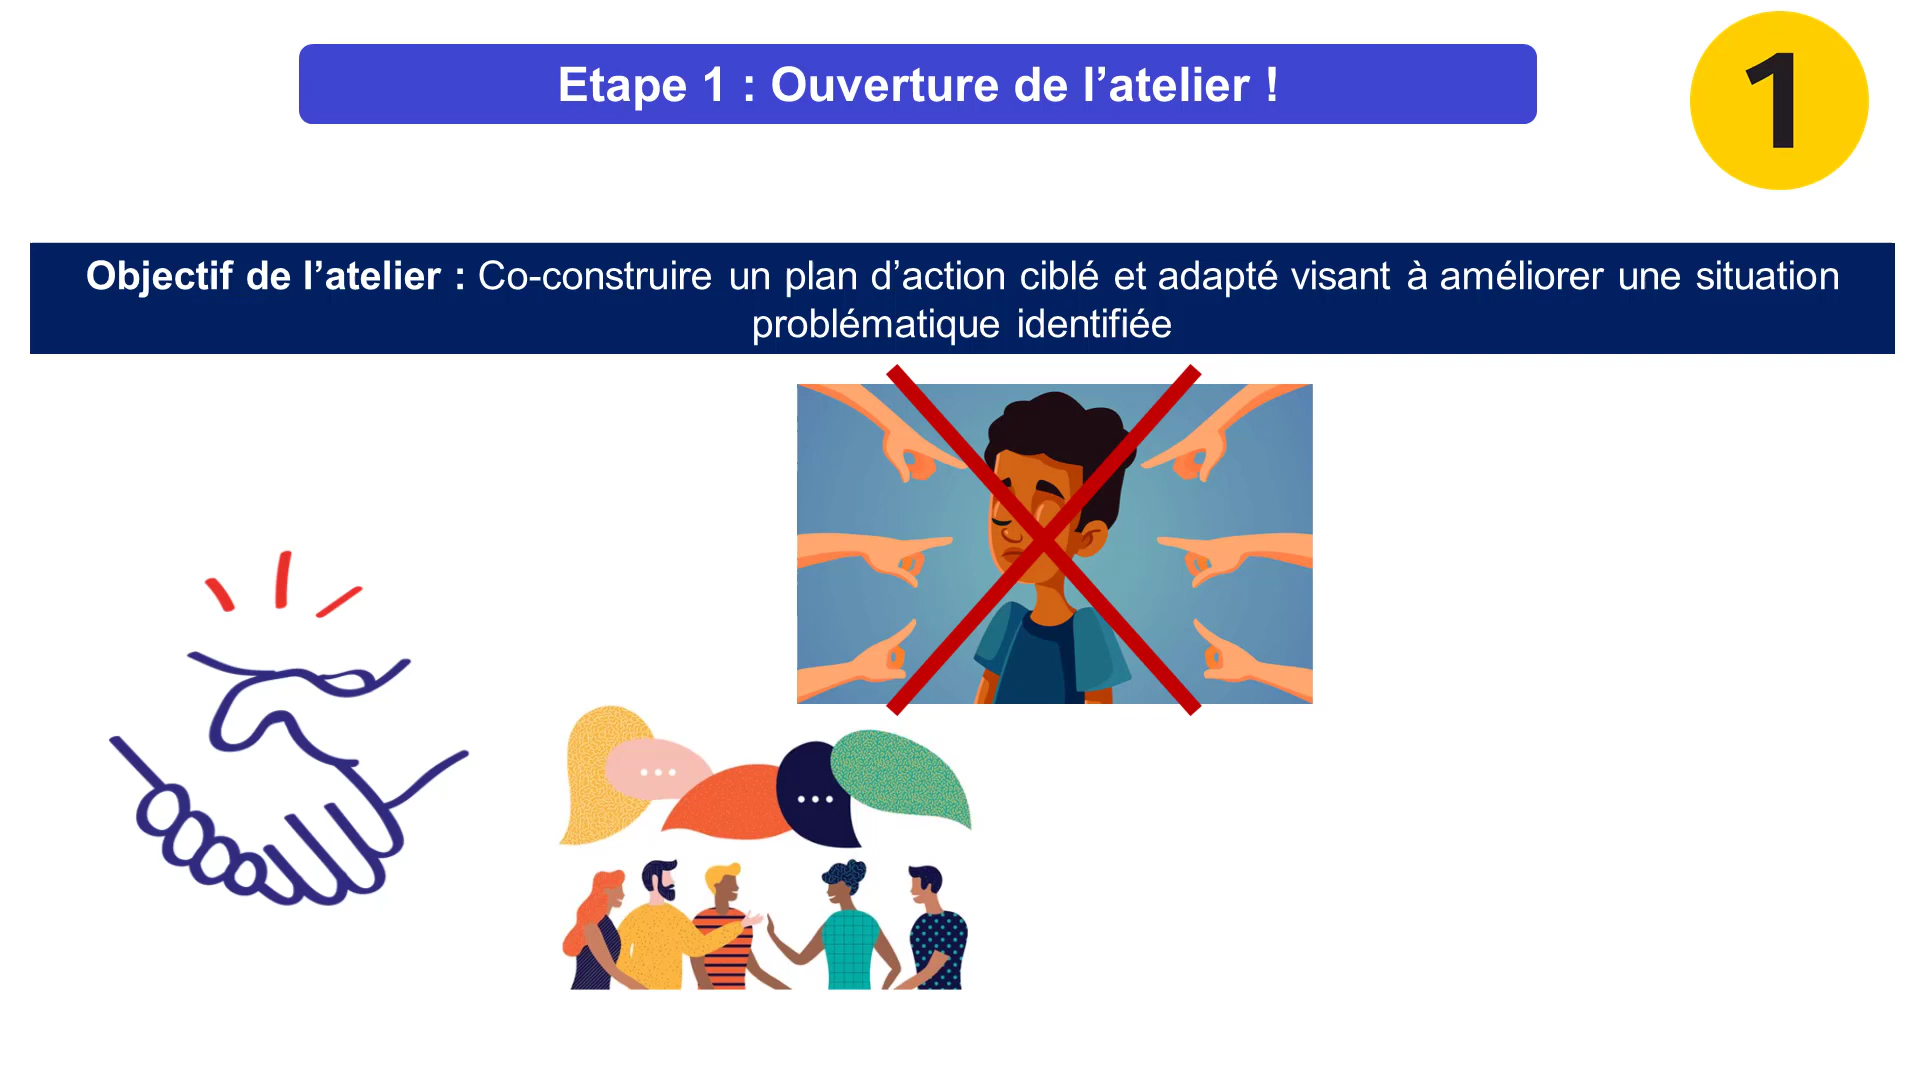 Etape 1 : Ouverture de l’atelier !
1
Objectif de l’atelier : Co-construire un plan d’action ciblé et adapté visant à améliorer une situation
problématique identifiée